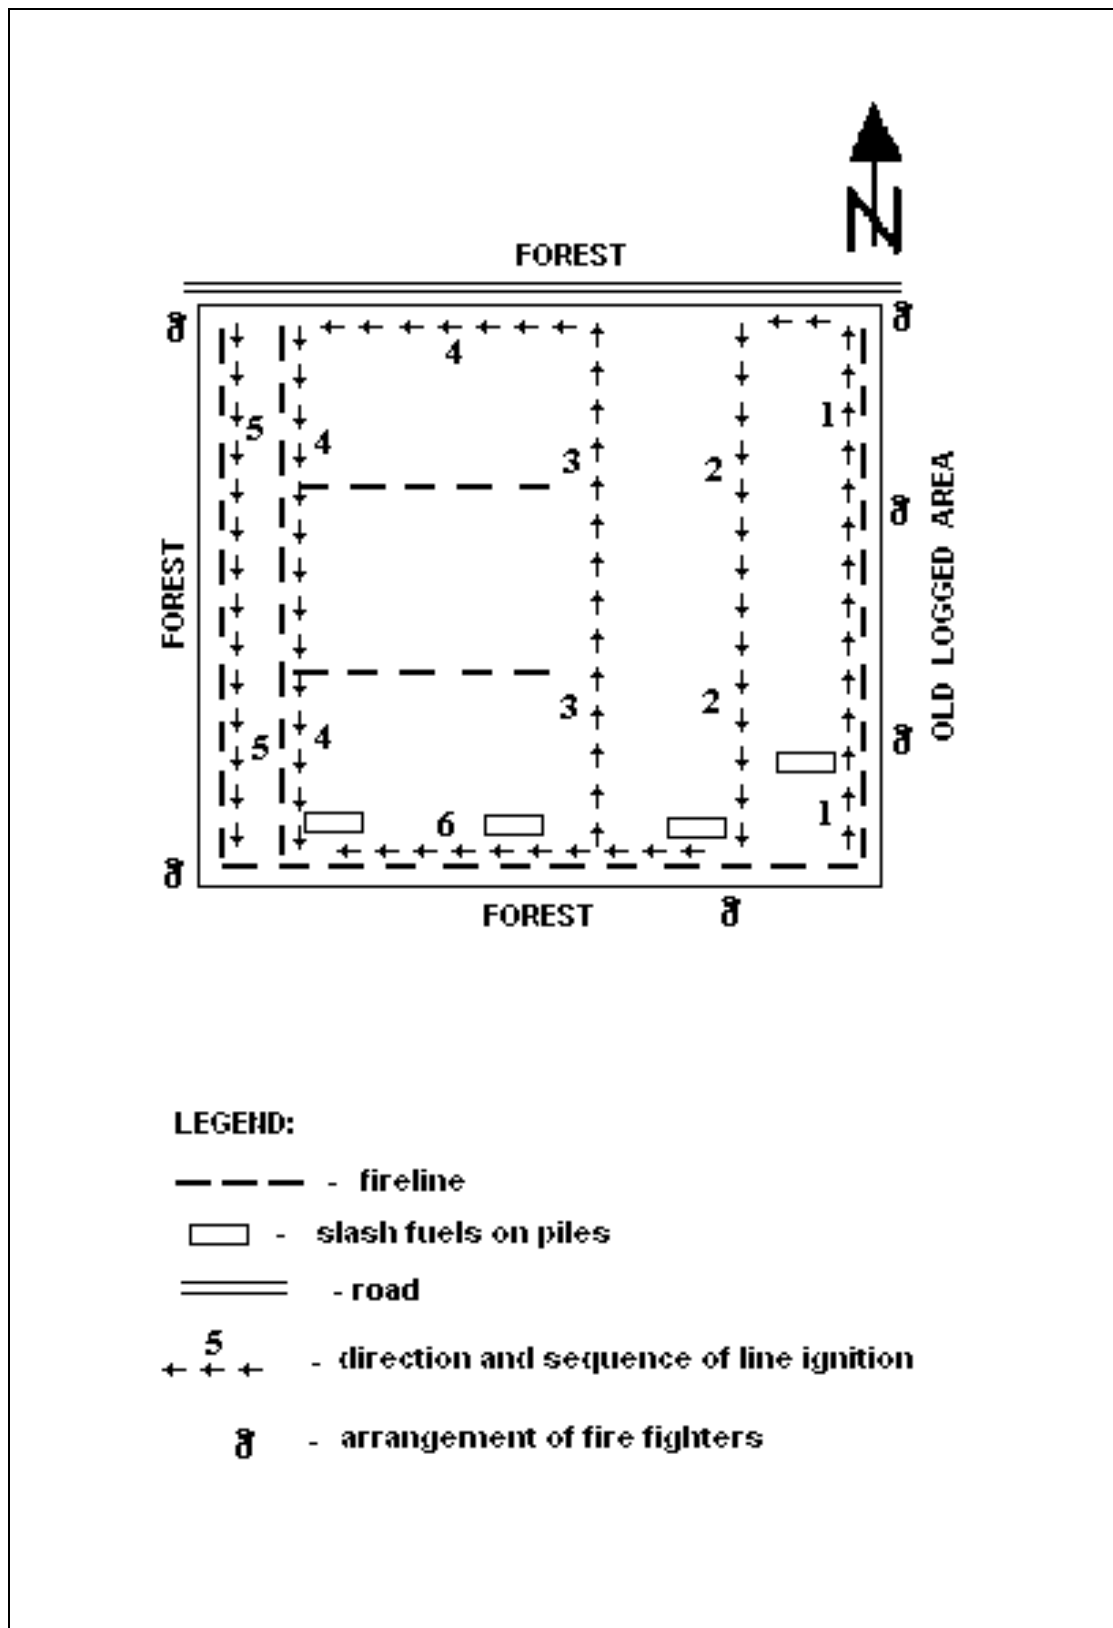 N
FOREST
4
5
4
3
2
1
FOREST
OLD LOGGED AREA
3
2
5
4
6
1
FOREST
LEGEND:
- fireline
- slash fuels on piles
- road
5
- direction and sequence of line ignition
- arrangement of fire fighters